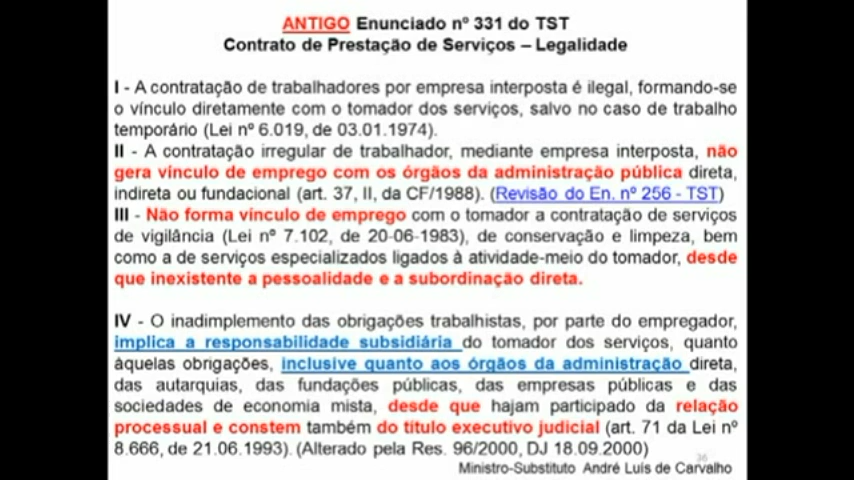 ANTIGO Enunciado nº 331 do TST
Contrato de Prestação de Serviços – Legalidade
I - A contratação de trabalhadores por empresa interposta é ilegal, formando-se
o vínculo diretamente com o tomador dos serviços, salvo no caso de trabalho
temporário (Lei nº 6.019, de 03.01.1974).
II - A contratação irregular de trabalhador, mediante empresa interposta, não
gera vínculo de emprego com os órgãos da administração pública direta,
indireta ou fundacional (art. 37, II, da CF/1988). (Revisão do En. nº 256 - TST)
III - Não forma vínculo de emprego com o tomador a contratação de serviços
de vigilância (Lei nº 7.102, de 20-06-1983), de conservação e limpeza, bem
como a de serviços especializados ligados à atividade-meio do tomador, desde
que inexistente a pessoalidade e a subordinação direta.
IV - O inadimplemento das obrigações trabalhistas, por parte do empregador,
implica a responsabilidade subsidiária do tomador dos serviços, quanto
àquelas obrigações, inclusive quanto aos órgãos da administração direta,
das autarquias, das fundações públicas, das empresas públicas e das
sociedades de economia mista, desde que hajam participado da relação
processual e constem também do título executivo judicial (art. 71 da Lei nº
8.666, de 21.06.1993). (Alterado pela Res. 96/2000, DJ 18.09.2000)
36
Ministro-Substituto André Luís de Carvalho